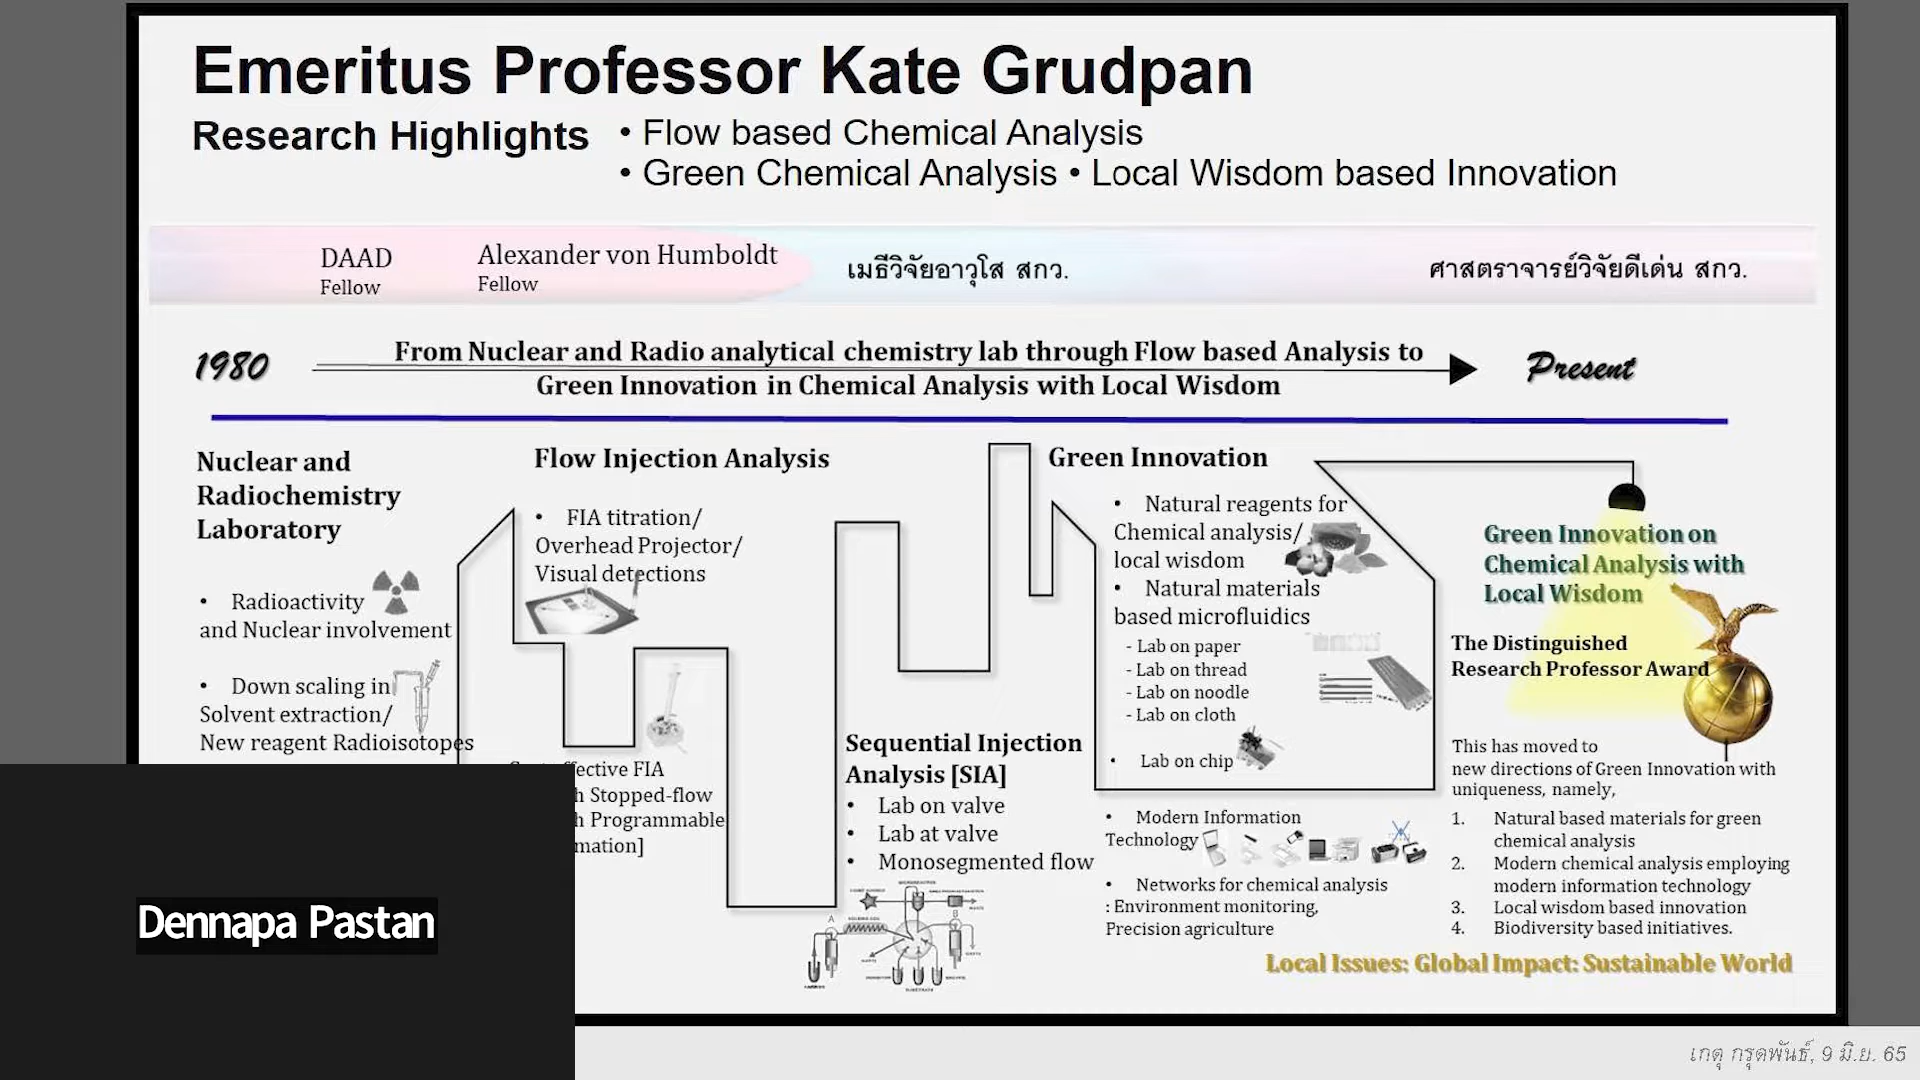 Emeritus Professor Kate Grudpan
Research Highlights
• Flow based Chemical Analysis
• Green Chemical Analysis • Local Wisdom based Innovation
DAAD
Fellow
Alexander von Humboldt
Fellow
เมธีวิจัยอาวุโส สกว.
ศาสตราจารย์วิจัยดีเด่น สกว.
1980
From Nuclear and Radio analytical chemistry lab through Flow based Analysis to
Green Innovation in Chemical Analysis with Local Wisdom
Present
Nuclear and
Radiochemistry
Laboratory
• Radioactivity
and Nuclear involvement
• Down scaling in
Solvent extraction/
New reagent Radioisotopes
Flow Injection Analysis
• FIA titration/
Overhead Projector/
Visual detections
effective FIA
Stopped-flow
Programmable
Sequential Injection
Analysis [SIA]
• Lab on valve
• Lab at valve
• Monosegmented flow
Green Innovation
• Natural reagents for
Chemical analysis/
local wisdom
• Natural materials
based microfluidics
- Lab on paper
- Lab on thread
- Lab on noodle
- Lab on cloth
• Lab on chip
• Modern Information
Technology
• Networks for chemical analysis
: Environment monitoring,
Precision agriculture
Green Innovation on
Chemical Analysis with
Local Wisdom
The Distinguished
Research Professor Award
This has moved to
new directions of Green Innovation with
uniqueness, namely,
1. Natural based materials for green
chemical analysis
2. Modern chemical analysis employing
modern information technology
3. Local wisdom based innovation
4. Biodiversity based initiatives.
Local Issues: Global Impact: Sustainable World
Dennapa Pastan
เกตุ กรุดพันธ์, 9 มิ.ย. 65